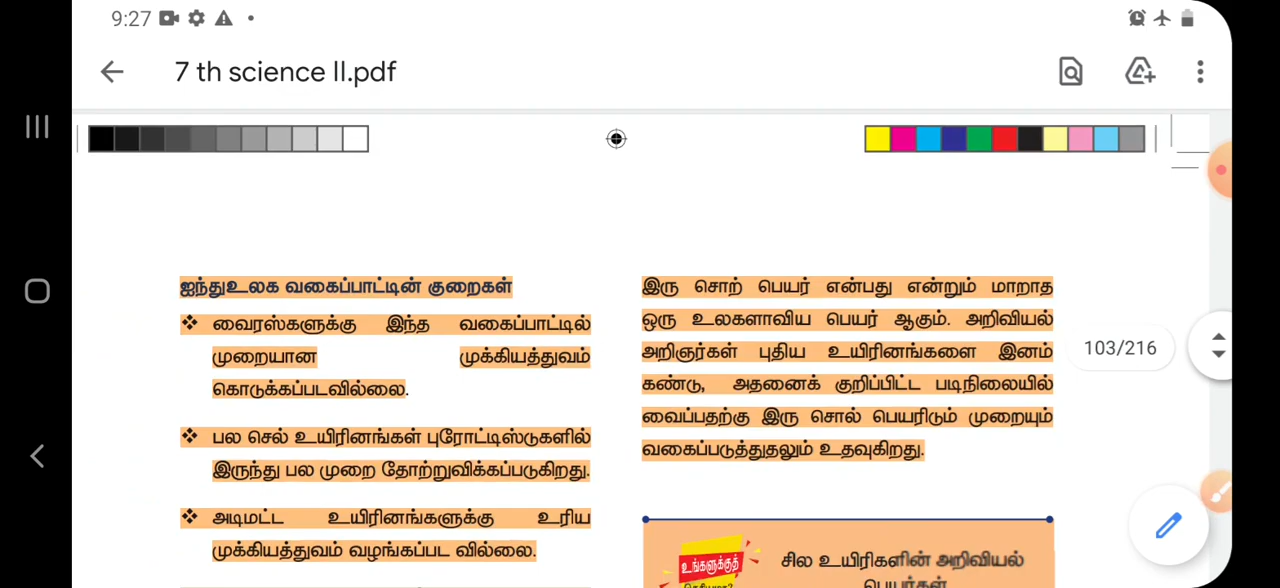 9:27
7 th science II.pdf
ஐந்துஉலக வகைப்பாட்டின் குறைகள்
❖ வைரஸ்களுக்கு இந்த வகைப்பாட்டில்
முறையான முக்கியத்துவம்
கொடுக்கப்படவில்லை.
❖ பல செல் உயிரினங்கள் புரோட்டிஸ்டுகளில்
இருந்து பல முறை தோற்றுவிக்கப்படுகிறது.
❖ அடிமட்ட உயிரினங்களுக்கு உரிய
முக்கியத்துவம் வழங்கப்பட வில்லை.
இரு சொற் பெயர் என்பது என்றும் மாறாத
ஒரு உலகளாவிய பெயர் ஆகும். அறிவியல்
அறிஞர்கள் புதிய உயிரினங்களை இனம்
கண்டு, அதனைக் குறிப்பிட்ட படிநிலையில்
வைப்பதற்கு இரு சொல் பெயரிடும் முறையும்
வகைப்படுத்துதலும் உதவுகிறது.
103/216
உங்களுக்குத்
தெரியுமா?
சில உயிரிகளின் அறிவியல்
பெயர்கள்